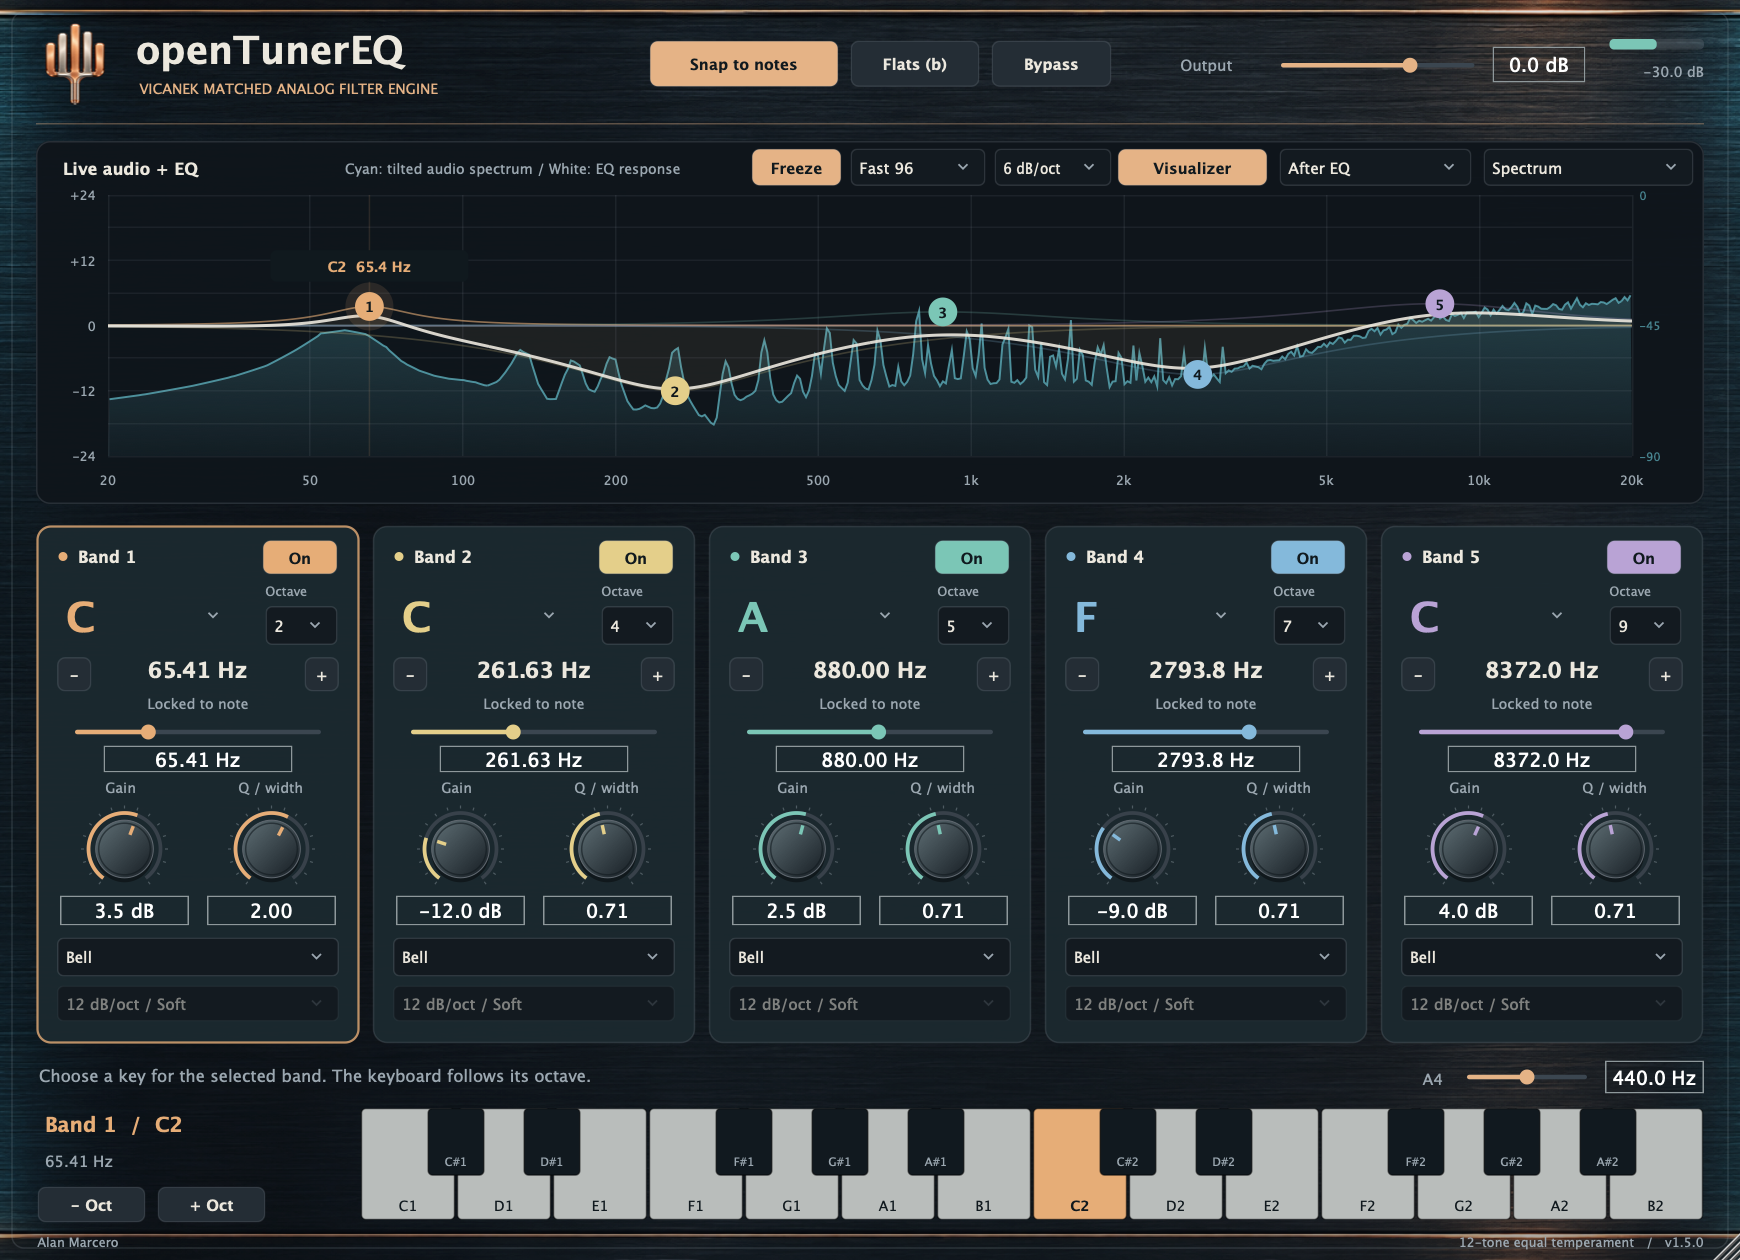 openTunerEQ
VICANEK MATCHED ANALOG FILTER ENGINE
Snap to notes
Flats (b)
Bypass
Output
0.0 dB
-30.0 dB
Live audio + EQ
Cyan: tilted audio spectrum / White: EQ response
Freeze
Fast 96
6 dB/oct
Visualizer
After EQ
Spectrum
+24
0
+12
C2 65.4 Hz
1
3
5
0
-45
2
4
-12
-24
-90
20
50
100
200
500
1k
2k
5k
10k
20k
Band 1
On
Octave
C
2
-
65.41 Hz
+
Locked to note
65.41 Hz
Gain
Q / width
3.5 dB
2.00
Bell
12 dB/oct / Soft
Band 2
On
Octave
C
4
-
261.63 Hz
+
Locked to note
261.63 Hz
Gain
Q / width
-12.0 dB
0.71
Bell
12 dB/oct / Soft
Band 3
On
Octave
A
5
-
880.00 Hz
+
Locked to note
880.00 Hz
Gain
Q / width
2.5 dB
0.71
Bell
12 dB/oct / Soft
Band 4
On
Octave
F
7
-
2793.8 Hz
+
Locked to note
2793.8 Hz
Gain
Q / width
-9.0 dB
0.71
Bell
12 dB/oct / Soft
Band 5
On
Octave
C
9
-
8372.0 Hz
+
Locked to note
8372.0 Hz
Gain
Q / width
4.0 dB
0.71
Bell
12 dB/oct / Soft
Choose a key for the selected band. The keyboard follows its octave.
A4
440.0 Hz
Band 1 / C2
65.41 Hz
- Oct
+ Oct
C#1
D#1
F#1
G#1
A#1
C#2
D#2
F#2
G#2
A#2
C1
D1
E1
F1
G1
A1
B1
C2
D2
E2
F2
G2
A2
B2
Alan Marcero
12-tone equal temperament / v1.5.0